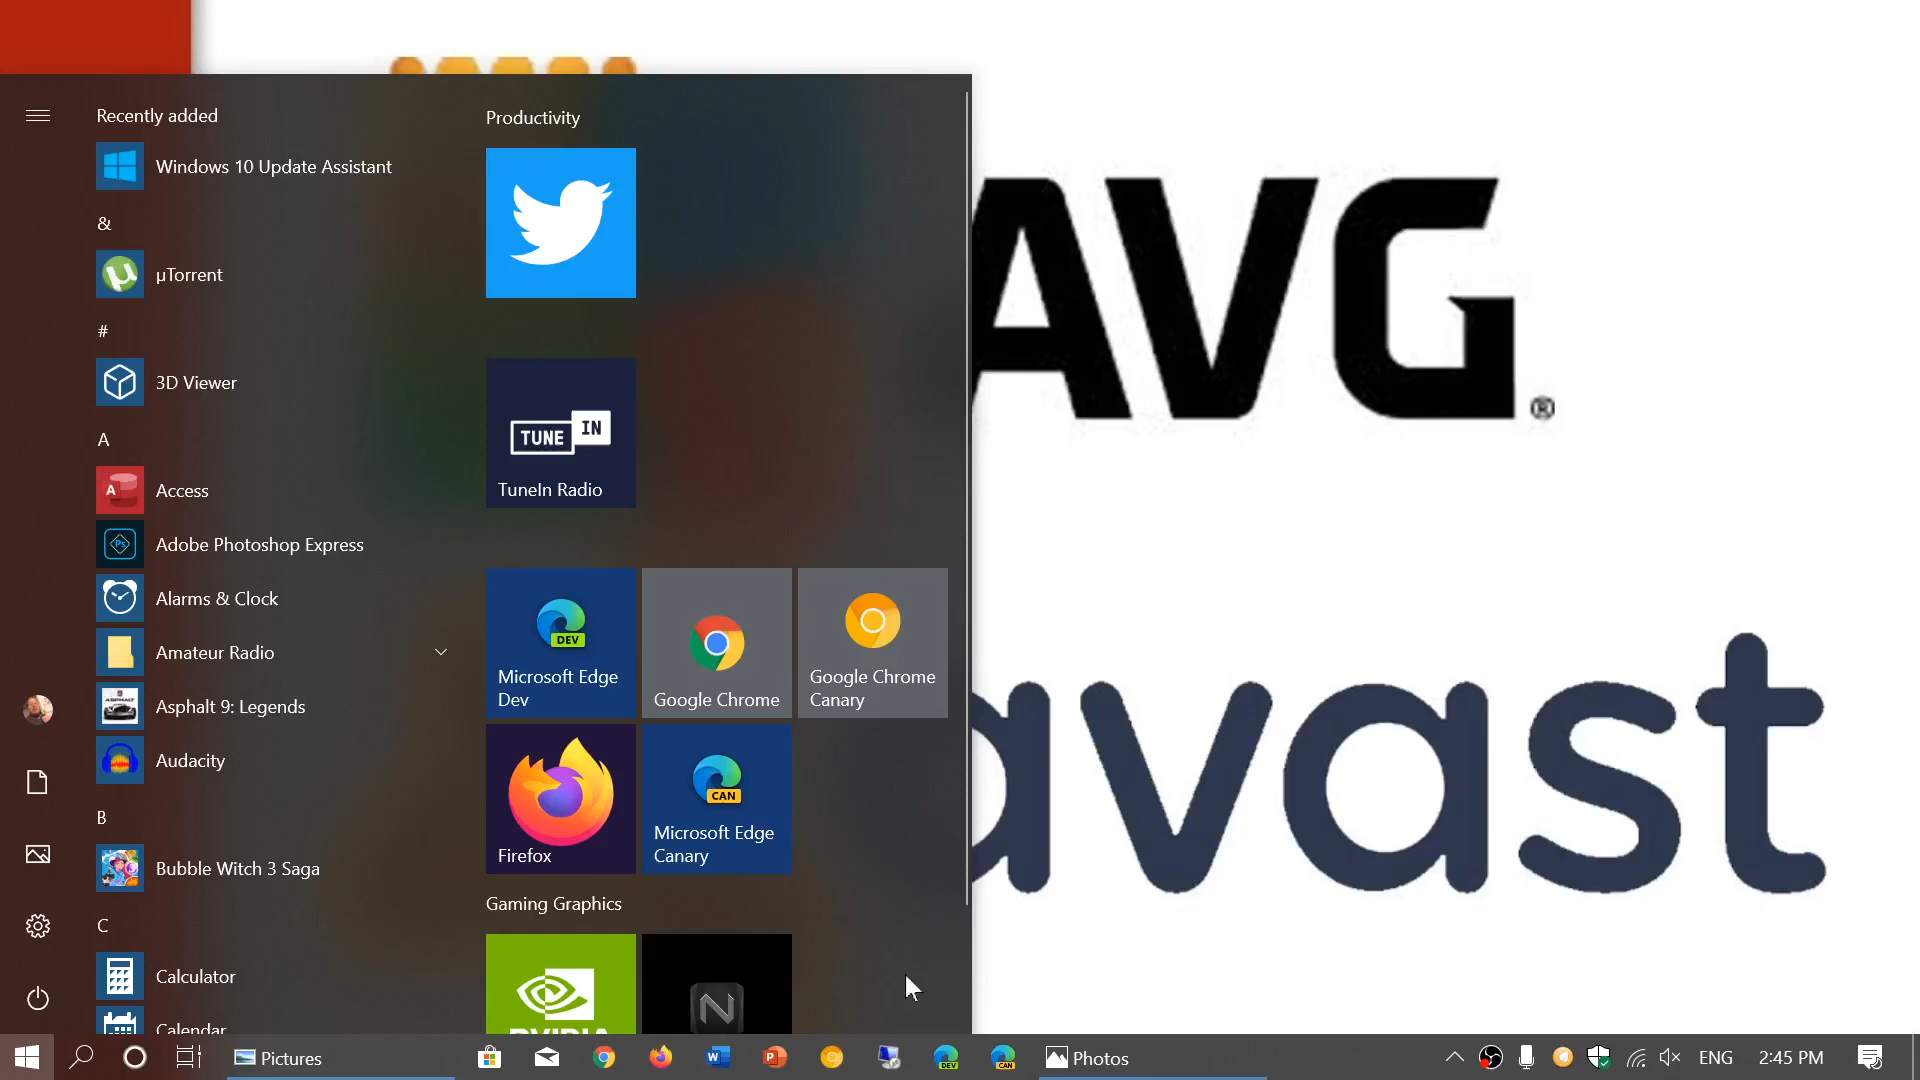 Recently added
Windows 10 Update Assistant
&
µTorrent
#
3D Viewer
A
Access
Adobe Photoshop Express
Alarms & Clock
Amateur Radio
Asphalt 9: Legends
Audacity
B
Bubble Witch 3 Saga
C
Calculator
Calendar
Productivity
TUNE IN
TuneIn Radio
DEV
Microsoft Edge
Dev
Google Chrome
Google Chrome
Canary
Firefox
CAN
Microsoft Edge
Canary
Gaming Graphics
NVIDIA
N
AVG®
avast
Pictures
Photos
ENG
2:45 PM